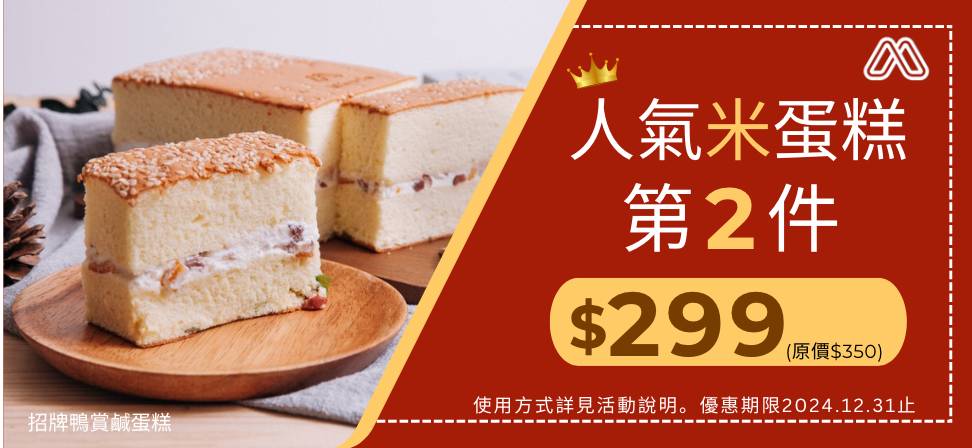 人氣米蛋糕
第2件
$299
(原價$350)
使用方式詳見活動說明。優惠期限2024.12.31止
招牌鴨賞鹹蛋糕